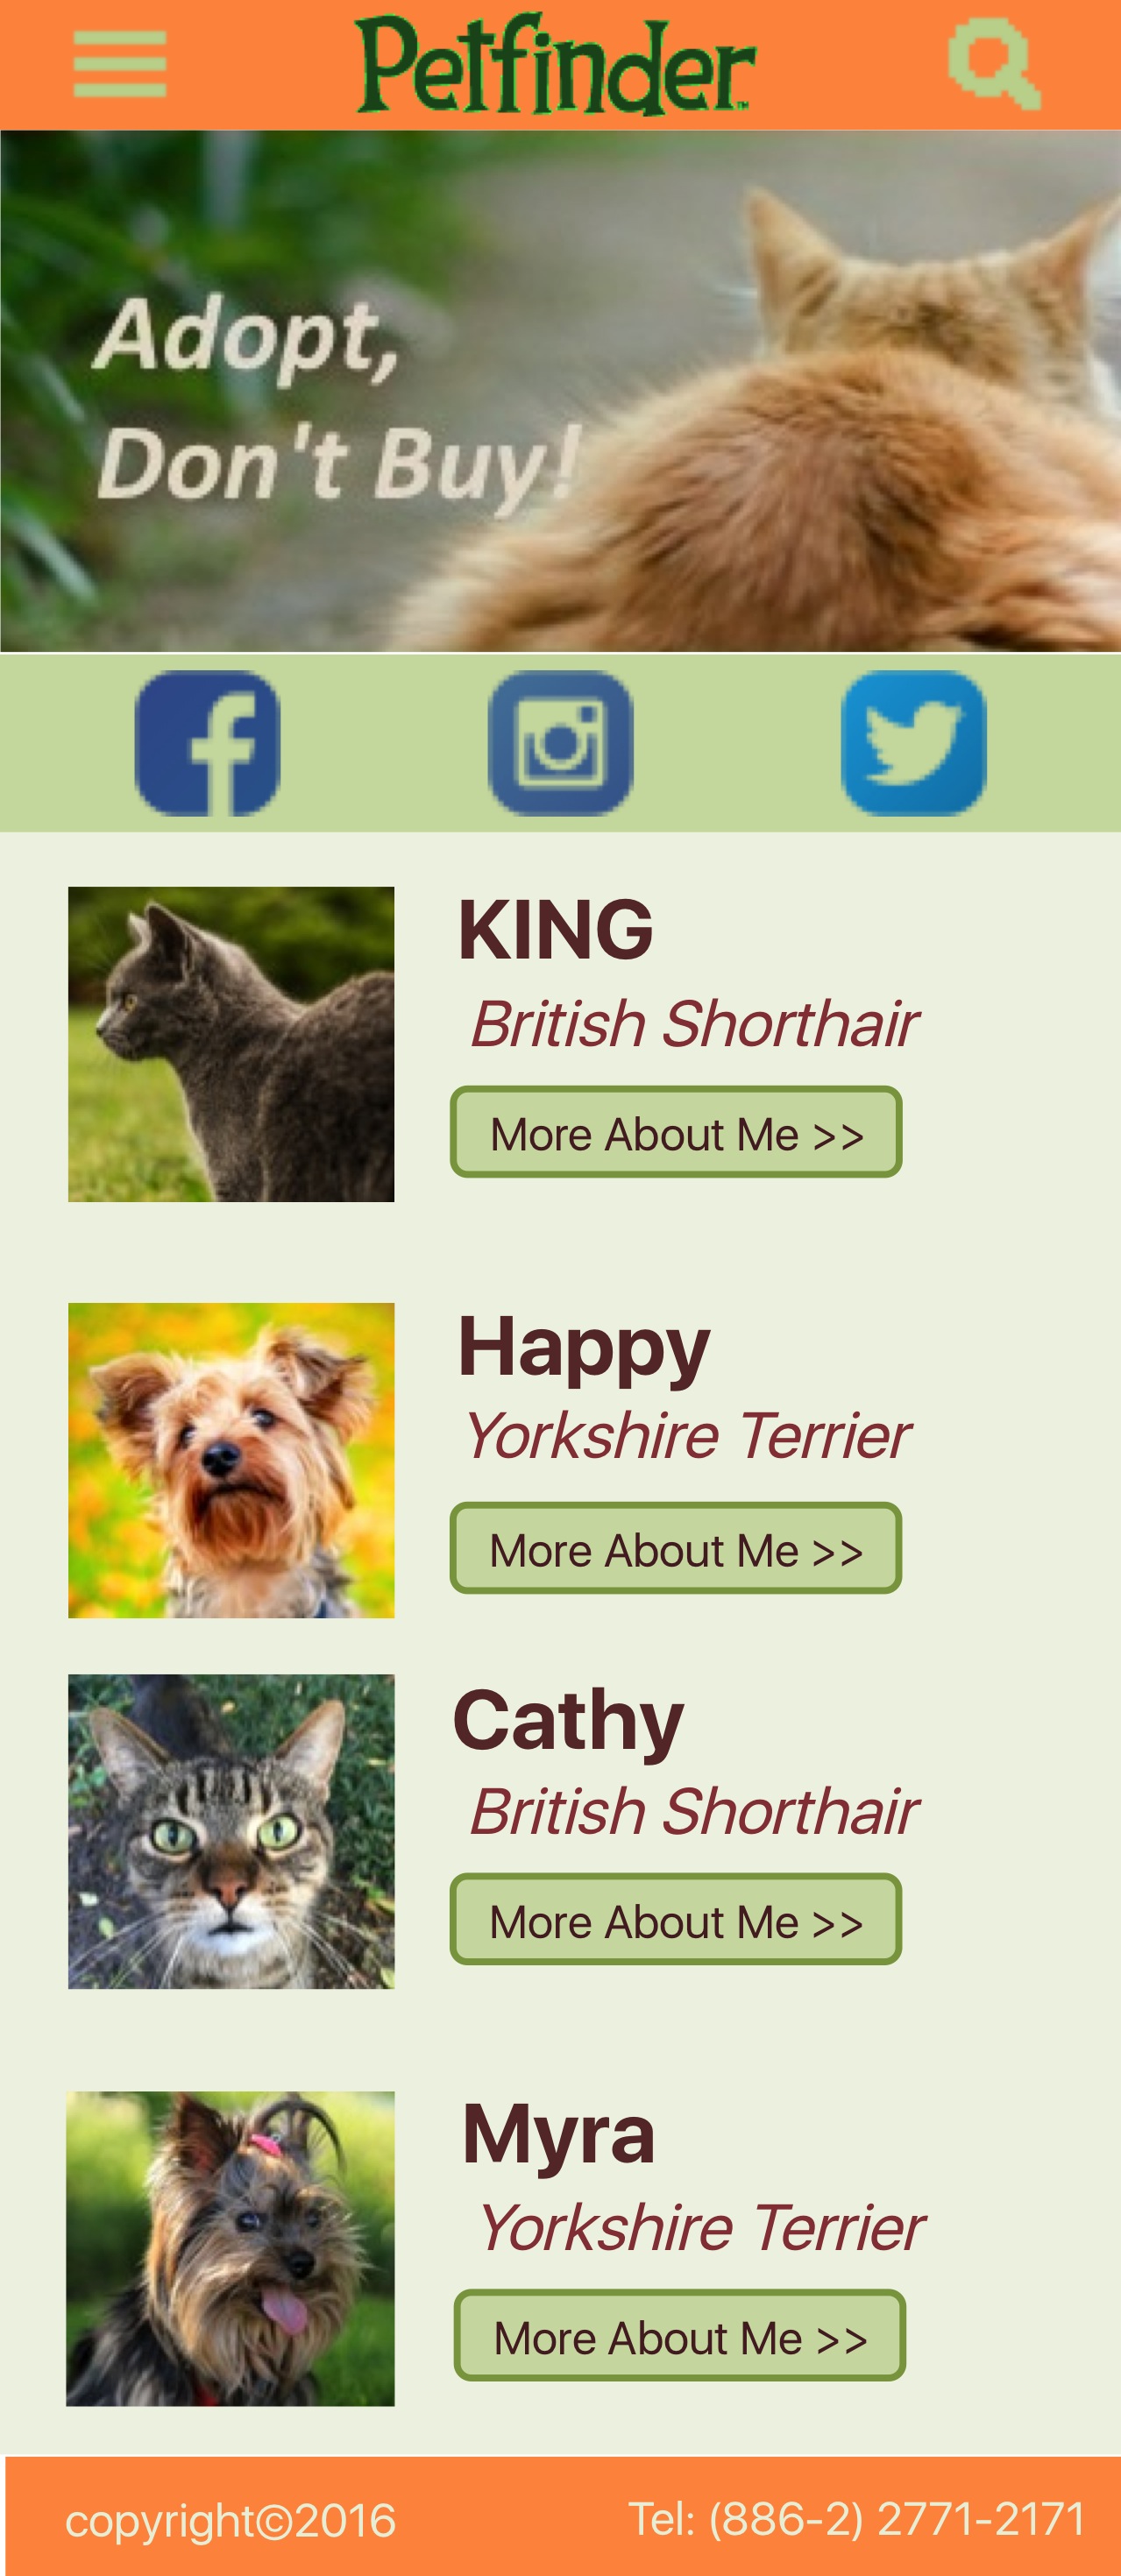 Petfinder™
Adopt,
Don't Buy!
KING
British Shorthair
More About Me >>
Happy
Yorkshire Terrier
More About Me >>
Cathy
British Shorthair
More About Me >>
Myra
Yorkshire Terrier
More About Me >>
copyright©2016
Tel: (886-2) 2771-2171